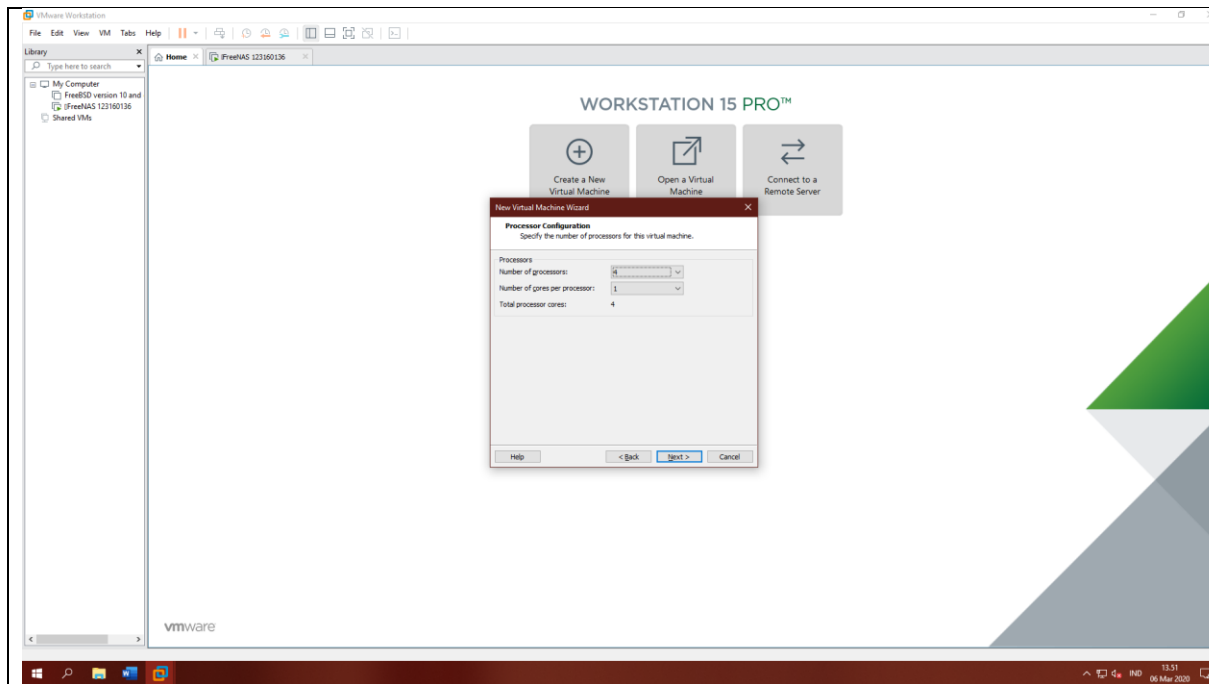 VMware Workstation
File Edit View VM Tabs Help
Library
Type here to search
My Computer
FreeBSD version 10 and
FreeNAS 123160136
Shared VMs
Home
FreeNAS 123160136
WORKSTATION 15 PRO™
Create a New
Virtual Machine
Open a Virtual
Machine
Connect to a
Remote Server
New Virtual Machine Wizard
Processor Configuration
Specify the number of processors for this virtual machine.
Processors
Number of processors: 4
Number of cores per processor: 1
Total processor cores: 4
Help < Back Next > Cancel
vmware
IND
13.51
06 Mar 2020